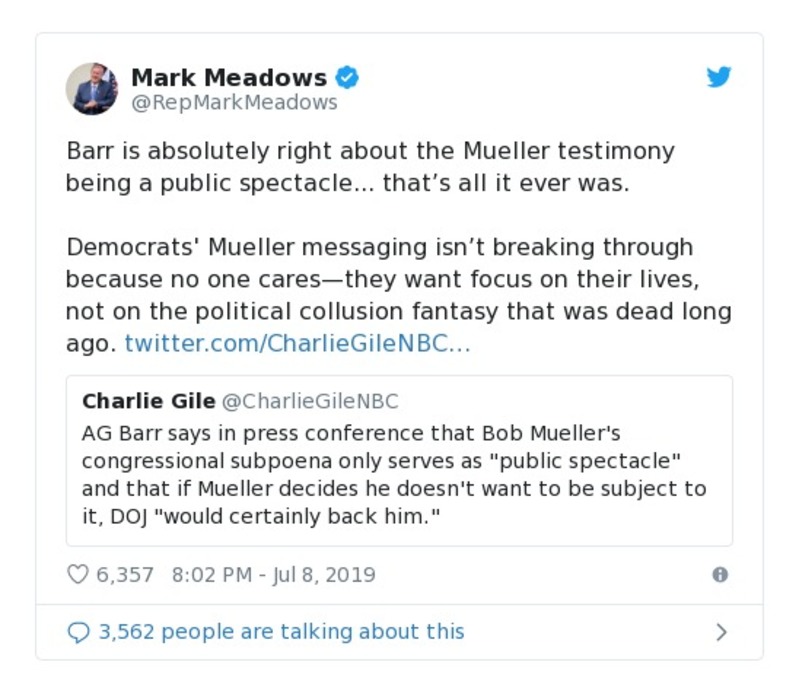 Mark Meadows
@RepMarkMeadows
Barr is absolutely right about the Mueller testimony
being a public spectacle... that’s all it ever was.
Democrats' Mueller messaging isn’t breaking through
because no one cares—they want focus on their lives,
not on the political collusion fantasy that was dead long
ago. twitter.com/CharlieGileNBC…
Charlie Gile @CharlieGileNBC
AG Barr says in press conference that Bob Mueller's
congressional subpoena only serves as "public spectacle"
and that if Mueller decides he doesn't want to be subject to
it, DOJ "would certainly back him."
6,357 8:02 PM - Jul 8, 2019
3,562 people are talking about this